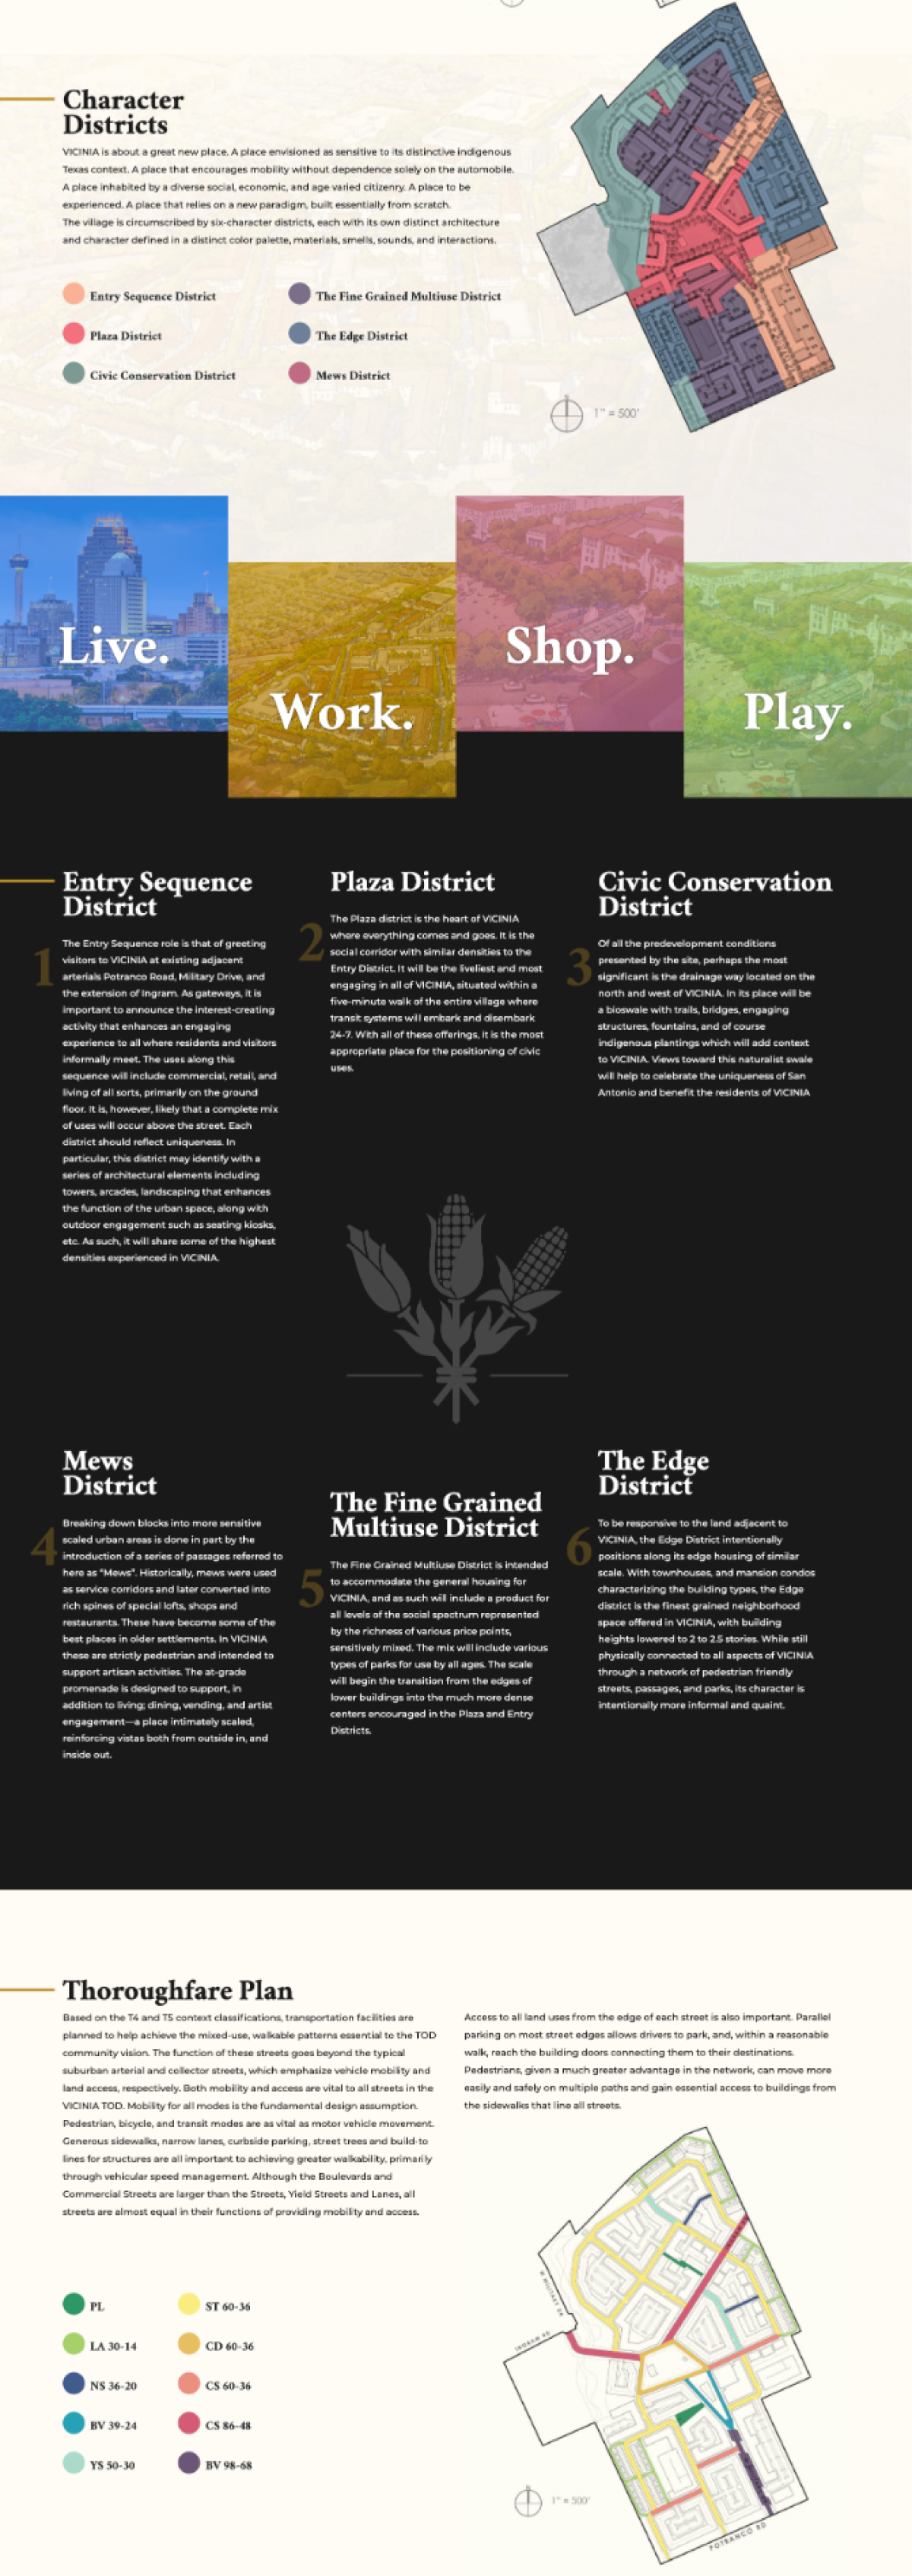 Character
Districts
VICINIA is about a great new place. A place envisioned as sensitive to its distinctive indigenous
Texas context. A place that encourages mobility without dependence solely on the automobile.
A place inhabited by a diverse social, economic, and age varied citizenry. A place to be
experienced. A place that relies on a new paradigm, built essentially from scratch.
The village is circumscribed by six-character districts, each with its own distinct architecture
and character defined in a distinct color palette, materials, smells, sounds, and interactions.
Entry Sequence District
The Fine Grained Multiuse District
Plaza District
The Edge District
Civic Conservation District
Mews District
N
1" = 500'
Live.
Work.
Shop.
Play.
Entry Sequence
District
1
The Entry Sequence role is that of greeting
visitors to VICINIA at existing adjacent
arterials Potranco Road, Military Drive, and
the extension of Ingram. As gateways, it is
important to announce the interest-creating
activity that enhances an engaging
experience to all where residents and visitors
informally meet. The uses along this
sequence will include commercial, retail, and
living of all sorts, primarily on the ground
floor. It is, however, likely that a complete mix
of uses will occur above the street. Each
district should reflect uniqueness. In
particular, this district may identify with a
series of architectural elements including
towers, arcades, landscaping that enhances
the function of the urban space, along with
outdoor engagement such as seating kiosks,
etc. As such, it will share some of the highest
densities experienced in VICINIA.
Plaza District
2
The Plaza district is the heart of VICINIA
where everything comes and goes. It is the
social corridor with similar densities to the
Entry District. It will be the liveliest and most
engaging in all of VICINIA, situated within a
five-minute walk of the entire village where
transit systems will embark and disembark
24-7. With all of these offerings, it is the most
appropriate place for the positioning of civic
uses.
Civic Conservation
District
3
Of all the predevelopment conditions
presented by the site, perhaps the most
significant is the drainage way located on the
north and west of VICINIA. In its place will be
a bioswale with trails, bridges, engaging
structures, fountains, and of course
indigenous plantings which will add context
to VICINIA. Views toward this naturalist swale
will help to celebrate the uniqueness of San
Antonio and benefit the residents of VICINIA
Mews
District
4
Breaking down blocks into more sensitive
scaled urban areas is done in part by the
introduction of a series of passages referred to
here as "Mews". Historically, mews were used
as service corridors and later converted into
rich spines of special lofts, shops and
restaurants. These have become some of the
best places in older settlements. In VICINIA
these are strictly pedestrian and intended to
support artisan activities. The at-grade
promenade is designed to support, in
addition to living; dining, vending, and artist
engagement—a place intimately scaled,
reinforcing vistas both from outside in, and
inside out.
The Fine Grained
Multiuse District
5
The Fine Grained Multiuse District is intended
to accommodate the general housing for
VICINIA, and as such will include a product for
all levels of the social spectrum represented
by the richness of various price points,
sensitively mixed. The mix will include various
types of parks for use by all ages. The scale
will begin the transition from the edges of
lower buildings into the much more dense
centers encouraged in the Plaza and Entry
Districts.
The Edge
District
6
To be responsive to the land adjacent to
VICINIA, the Edge District intentionally
positions along its edge housing of similar
scale. With townhouses, and mansion condos
characterizing the building types, the Edge
district is the finest grained neighborhood
space offered in VICINIA, with building
heights lowered to 2 to 2.5 stories. While still
physically connected to all aspects of VICINIA
through a network of pedestrian friendly
streets, passages, and parks, its character is
intentionally more informal and quaint.
Thoroughfare Plan
Based on the T4 and T5 context classifications, transportation facilities are
planned to help achieve the mixed-use, walkable patterns essential to the TOD
community vision. The function of these streets goes beyond the typical
suburban arterial and collector streets, which emphasize vehicle mobility and
land access, respectively. Both mobility and access are vital to all streets in the
VICINIA TOD. Mobility for all modes is the fundamental design assumption.
Pedestrian, bicycle, and transit modes are as vital as motor vehicle movement.
Generous sidewalks, narrow lanes, curbside parking, street trees and build-to
lines for structures are all important to achieving greater walkability, primarily
through vehicular speed management. Although the Boulevards and
Commercial Streets are larger than the Streets, Yield Streets and Lanes, all
streets are almost equal in their functions of providing mobility and access.
Access to all land uses from the edge of each street is also important. Parallel
parking on most street edges allows drivers to park, and, within a reasonable
walk, reach the building doors connecting them to their destinations.
Pedestrians, given a much greater advantage in the network, can move more
easily and safely on multiple paths and gain essential access to buildings from
the sidewalks that line all streets.
PL
ST 60-36
LA 30-14
CD 60-36
NS 36-20
CS 60-36
BV 39-24
CS 86-48
YS 50-30
BV 98-68
W MILITARY DR
INGRAM RD
N
1" = 500'
POTRANCO RD